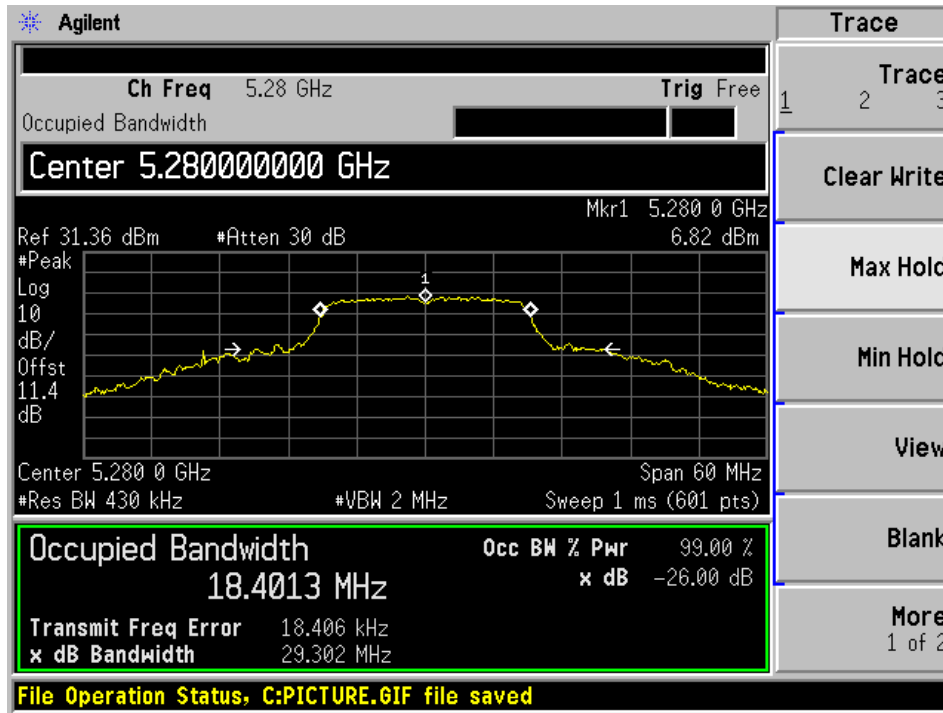 Agilent
Trace
Ch Freq 5.28 GHz Trig Free
Occupied Bandwidth
Center 5.280000000 GHz
Mkr1 5.280 0 GHz
Ref 31.36 dBm #Atten 30 dB 6.82 dBm
#Peak
Log
10
dB/
Offst
11.4
dB
1
Center 5.280 0 GHz Span 60 MHz
#Res BW 430 kHz #VBW 2 MHz Sweep 1 ms (601 pts)
Occupied Bandwidth Occ BW % Pwr 99.00 %
18.4013 MHz x dB -26.00 dB
Transmit Freq Error 18.406 kHz
x dB Bandwidth 29.302 MHz
File Operation Status, C:PICTURE.GIF file saved
Trace
1 2 3
Clear Write
Max Hold
Min Hold
View
Blank
More
1 of 2